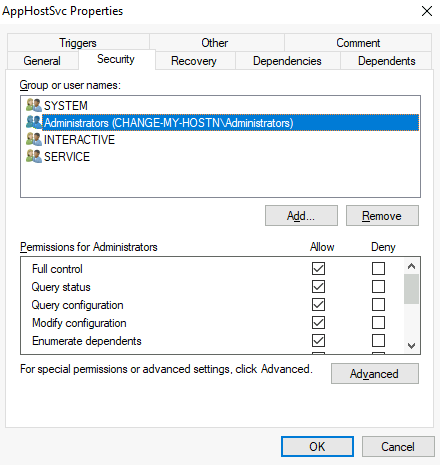 AppHostSvc Properties
Triggers Other Comment
General Security Recovery Dependencies Dependents
Group or user names:
SYSTEM
Administrators (CHANGE-MY-HOSTN\Administrators)
INTERACTIVE
SERVICE
Add... Remove
Permissions for Administrators Allow Deny
Full control
Query status
Query configuration
Modify configuration
Enumerate dependents
For special permissions or advanced settings, click Advanced. Advanced
OK Cancel